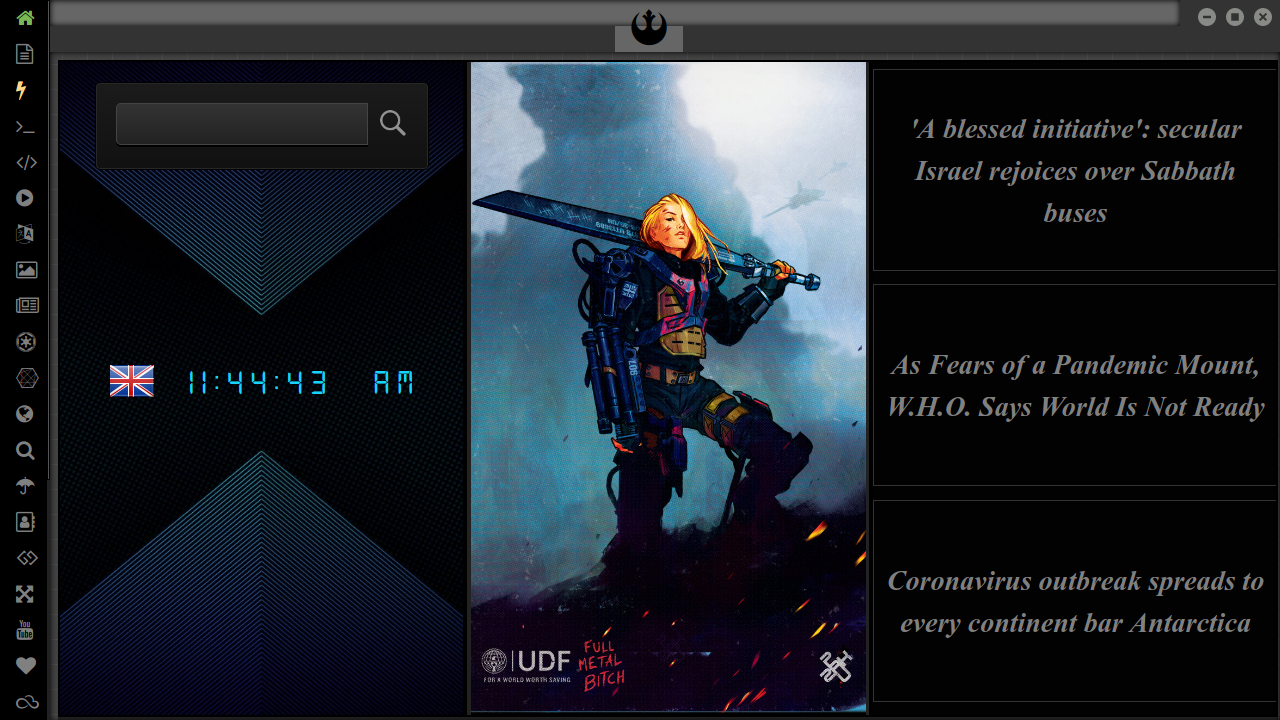 11:44:43 AM
UDF
FOR A WORLD WORTH SAVING
FULL
METAL
BITCH
'A blessed initiative': secular
Israel rejoices over Sabbath
buses
As Fears of a Pandemic Mount,
W.H.O. Says World Is Not Ready
Coronavirus outbreak spreads to
every continent bar Antarctica
You
Tube